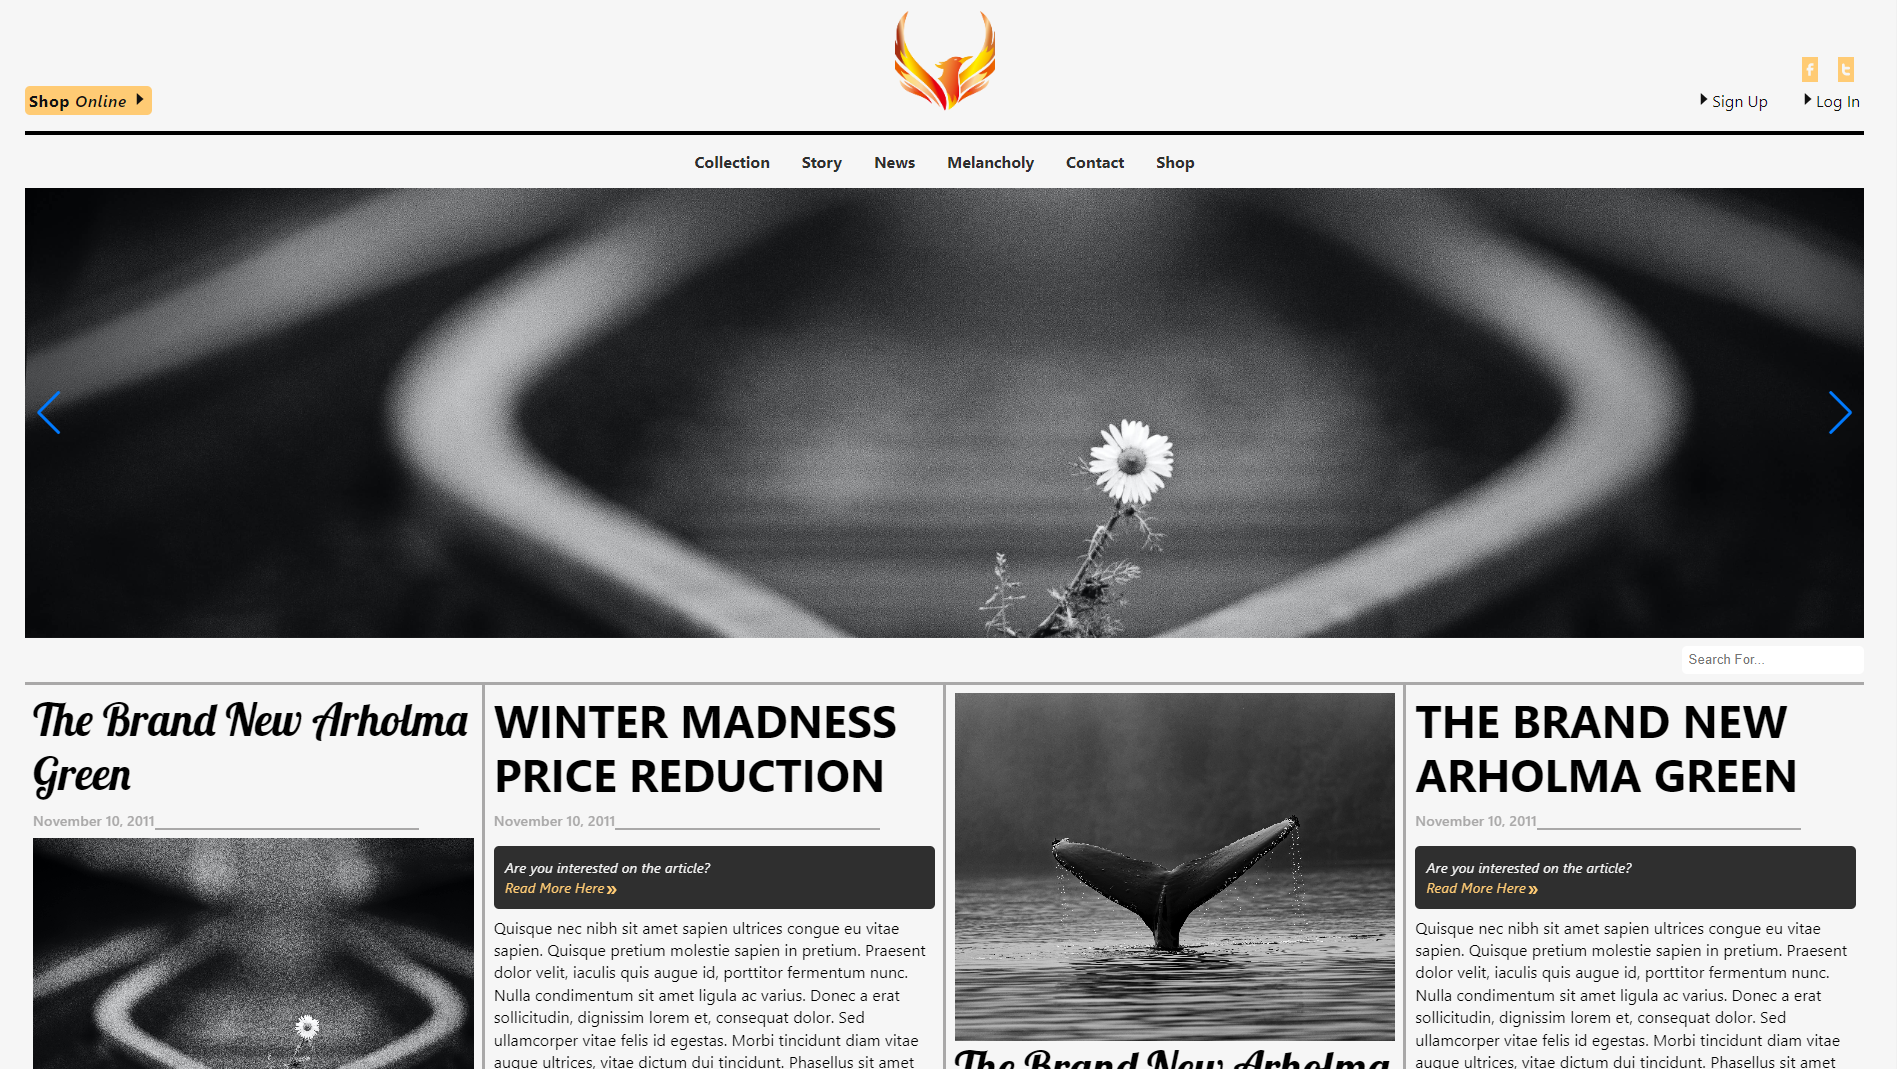 Shop Online
Sign Up
Log In
Collection Story News Melancholy Contact Shop
Search For...
The Brand New Arholma
Green
November 10, 2011
WINTER MADNESS
PRICE REDUCTION
November 10, 2011
Are you interested on the article?
Read More Here»
Quisque nec nibh sit amet sapien ultrices congue eu vitae
sapien. Quisque pretium molestie sapien in pretium. Praesent
dolor velit, iaculis quis augue id, porttitor fermentum nunc.
Nulla condimentum sit amet ligula ac varius. Donec a erat
sollicitudin, dignissim lorem et, consequat dolor. Sed
ullamcorper vitae felis id egestas. Morbi tincidunt diam vitae
augue ultrices, vitae dictum dui tincidunt. Phasellus sit amet
The Brand New Arholma
THE BRAND NEW
ARHOLMA GREEN
November 10, 2011
Are you interested on the article?
Read More Here»
Quisque nec nibh sit amet sapien ultrices congue eu vitae
sapien. Quisque pretium molestie sapien in pretium. Praesent
dolor velit, iaculis quis augue id, porttitor fermentum nunc.
Nulla condimentum sit amet ligula ac varius. Donec a erat
sollicitudin, dignissim lorem et, consequat dolor. Sed
ullamcorper vitae felis id egestas. Morbi tincidunt diam vitae
augue ultrices, vitae dictum dui tincidunt. Phasellus sit amet